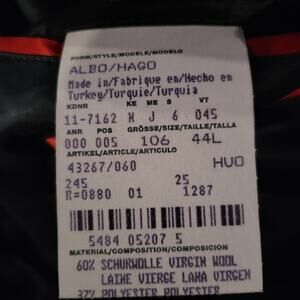 FORM/STYLE/MODELE/MODELO
ALBO/HAGO
Made in/Fabrique en/Hecho en
Turkey/Turquie/Turquia
KDNR KE ME S VT
11-7162 N J 6 045
ANR POS GRÖSSE/SIZE/TAILLE/TALLA
000 005 106 44L
ARTIKEL/ARTICLE/ARTICULO
43267/060 HUO
245 25
R=0880 01 1287
5484 05207 5
MATERIAL/COMPOSITION/COMPOSICION
60% SCHURWOLLE VIRGIN WOOL
LAINE VIERGE LANA VIRGEN
37% POLYESTER POLYESTER